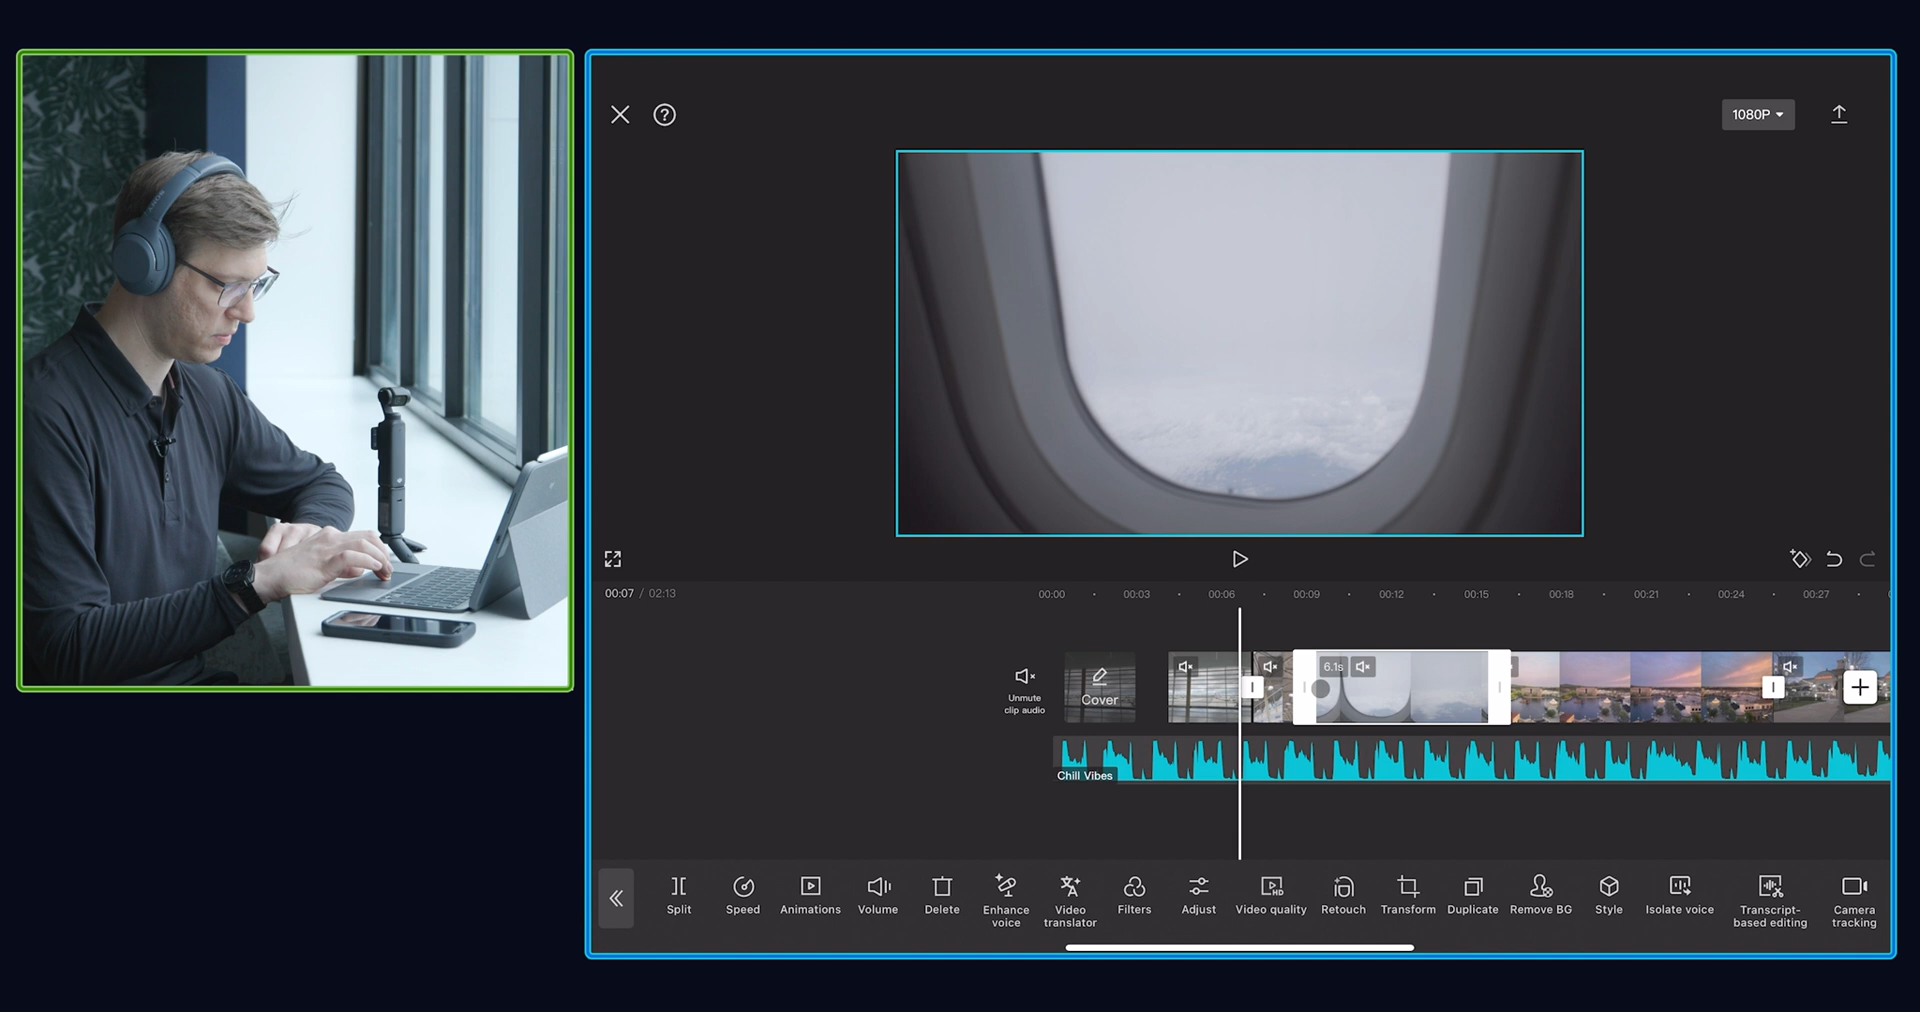 SONY
?
1080P
00:07 / 02:13
00:00 00:03 00:06 00:09 00:12 00:15 00:18 00:21 00:24 00:27
6.1s
Cover
Unmute
clip audio
Chill Vibes
Split Speed Animations Volume Delete Enhance voice Video translator Filters Adjust Video quality Retouch Transform Duplicate Remove BG Style Isolate voice Transcript-based editing Camera tracking
HD